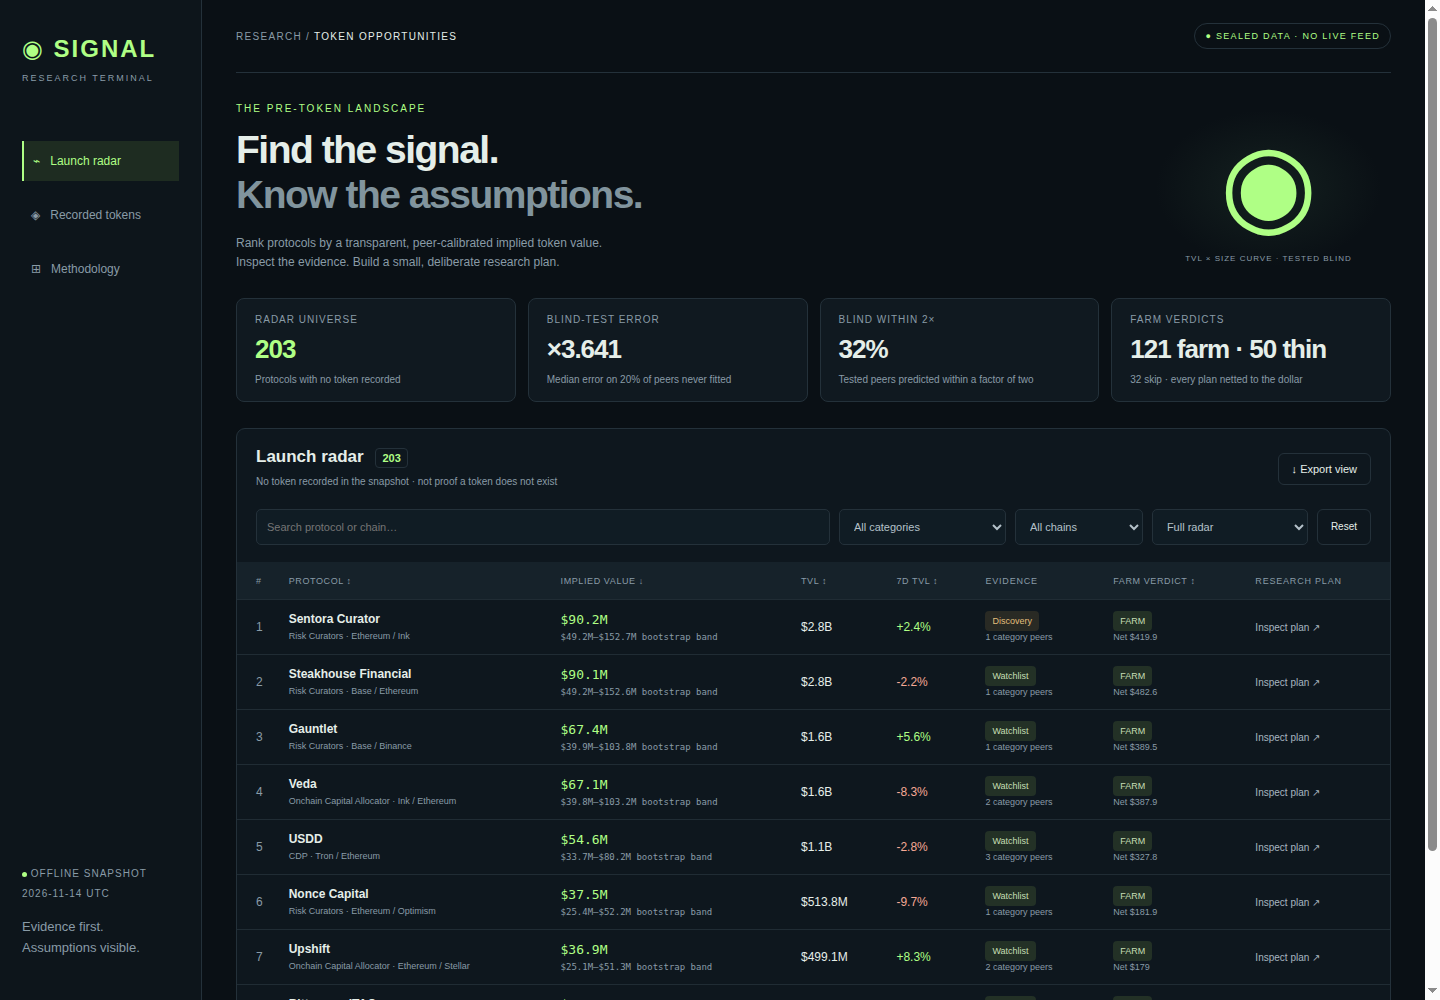 ◉ SIGNAL
RESEARCH TERMINAL
⌁ Launch radar
◈ Recorded tokens
⊞ Methodology
● OFFLINE SNAPSHOT
2026-11-14 UTC
Evidence first.
Assumptions visible.
RESEARCH / TOKEN OPPORTUNITIES
● SEALED DATA · NO LIVE FEED
THE PRE-TOKEN LANDSCAPE
Find the signal.
Know the assumptions.
Rank protocols by a transparent, peer-calibrated implied token value.
Inspect the evidence. Build a small, deliberate research plan.
TVL × SIZE CURVE · TESTED BLIND
RADAR UNIVERSE
203
Protocols with no token recorded
BLIND-TEST ERROR
×3.641
Median error on 20% of peers never fitted
BLIND WITHIN 2×
32%
Tested peers predicted within a factor of two
FARM VERDICTS
121 farm · 50 thin
32 skip · every plan netted to the dollar
Launch radar 203
No token recorded in the snapshot · not proof a token does not exist
↓ Export view
Search protocol or chain… All categories All chains Full radar Reset
# PROTOCOL ↕ IMPLIED VALUE ↓ TVL ↕ 7D TVL ↕ EVIDENCE FARM VERDICT ↕ RESEARCH PLAN
1 Sentora Curator $90.2M $2.8B +2.4% Discovery FARM Inspect plan ↗
Risk Curators · Ethereum / Ink $49.2M–$152.7M bootstrap band 1 category peers Net $419.9
2 Steakhouse Financial $90.1M $2.8B -2.2% Watchlist FARM Inspect plan ↗
Risk Curators · Base / Ethereum $49.2M–$152.6M bootstrap band 1 category peers Net $482.6
3 Gauntlet $67.4M $1.6B +5.6% Watchlist FARM Inspect plan ↗
Risk Curators · Base / Binance $39.9M–$103.8M bootstrap band 1 category peers Net $389.5
4 Veda $67.1M $1.6B -8.3% Watchlist FARM Inspect plan ↗
Onchain Capital Allocator · Ink / Ethereum $39.8M–$103.2M bootstrap band 2 category peers Net $387.9
5 USDD $54.6M $1.1B -2.8% Watchlist FARM Inspect plan ↗
CDP · Tron / Ethereum $33.7M–$80.2M bootstrap band 3 category peers Net $327.8
6 Nonce Capital $37.5M $513.8M -9.7% Watchlist FARM Inspect plan ↗
Risk Curators · Ethereum / Optimism $25.4M–$52.2M bootstrap band 1 category peers Net $181.9
7 Upshift $36.9M $499.1M +8.3% Watchlist FARM Inspect plan ↗
Onchain Capital Allocator · Ethereum / Stellar $25.1M–$51.3M bootstrap band 2 category peers Net $179